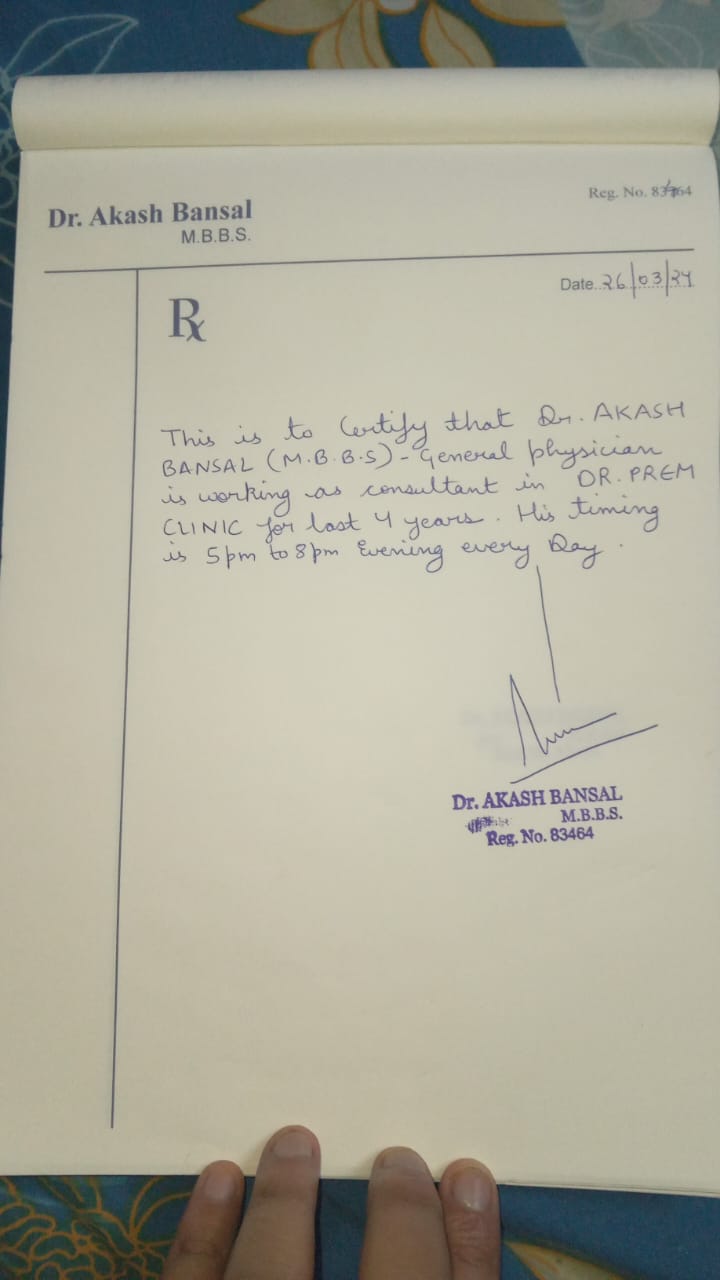 Dr. Akash Bansal
M.B.B.S.
Reg. No. 83464
Date 26/03/24
Rx
This is to Certify that Dr. AKASH
BANSAL (M.B.B.S) - General physician
is working as consultant in DR. PREM
CLINIC for last 4 years. His timing
is 5pm to 8pm Evening every Day.
Dr. AKASH BANSAL
M.B.B.S.
Reg. No. 83464